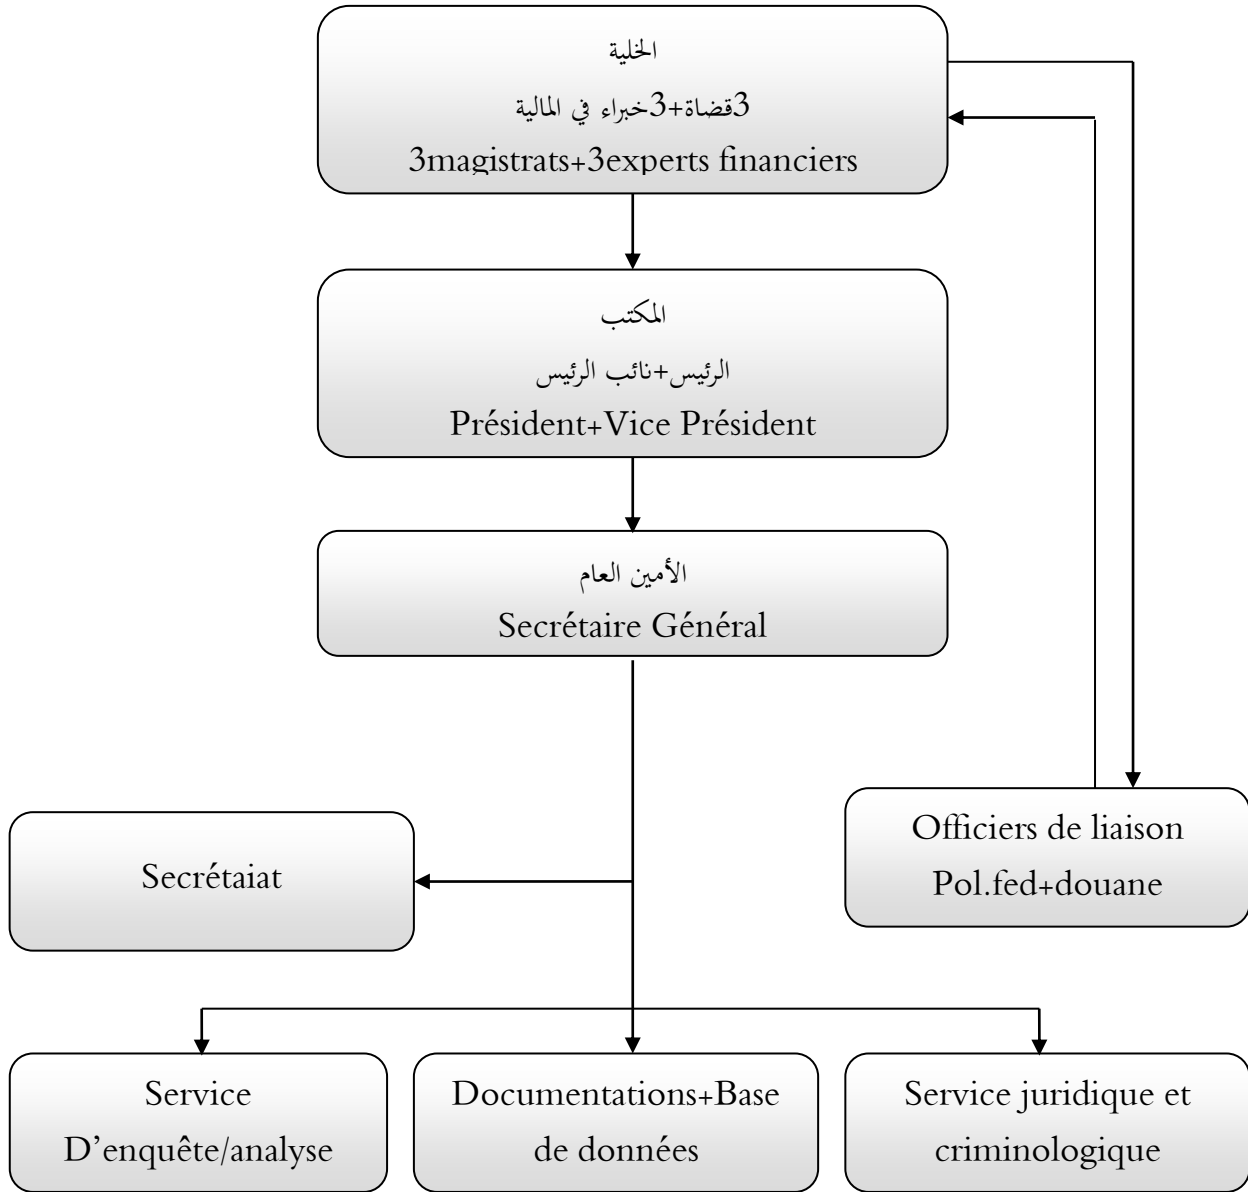 الخلية
3قضاة+3خبراء في المالية
3magistrats+3experts financiers
المكتب
الرئيس+نائب الرئيس
Président+Vice Président
الأمين العام
Secrétaire Général
Officiers de liaison
Pol.fed+douane
Secrétaiat
Service
D’enquête/analyse
Documentations+Base
de données
Service juridique et
criminologique